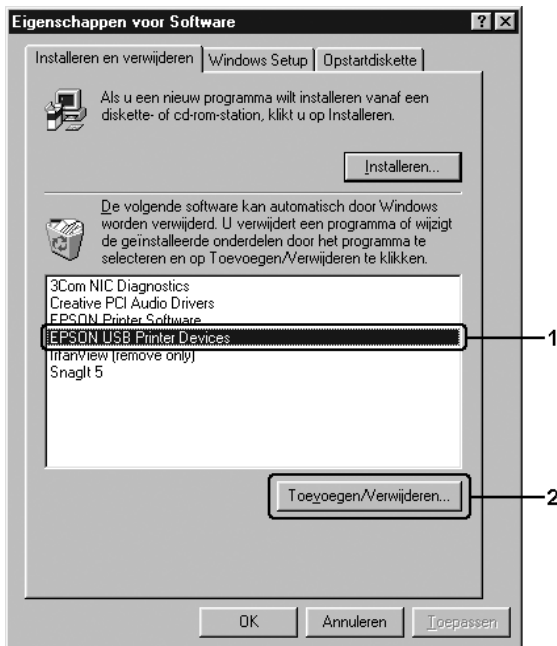 Eigenschappen voor Software
Installeren en verwijderen
Windows Setup
Opstartdiskette
Als u een nieuw programma wilt installeren vanaf een
diskette- of cd-rom-station, klikt u op Installeren.
Installeren...
De volgende software kan automatisch door Windows
worden verwijderd. U verwijdert een programma of wijzigt
de geïnstalleerde onderdelen door het programma te
selecteren en op Toevoegen/Verwijderen te klikken.
3Com NIC Diagnostics
Creative PCI Audio Drivers
EPSON Printer Software
EPSON USB Printer Devices
1
IrfanView (remove only)
SnagIt 5
Toevoegen/Verwijderen...
2
OK
Annuleren
Toepassen